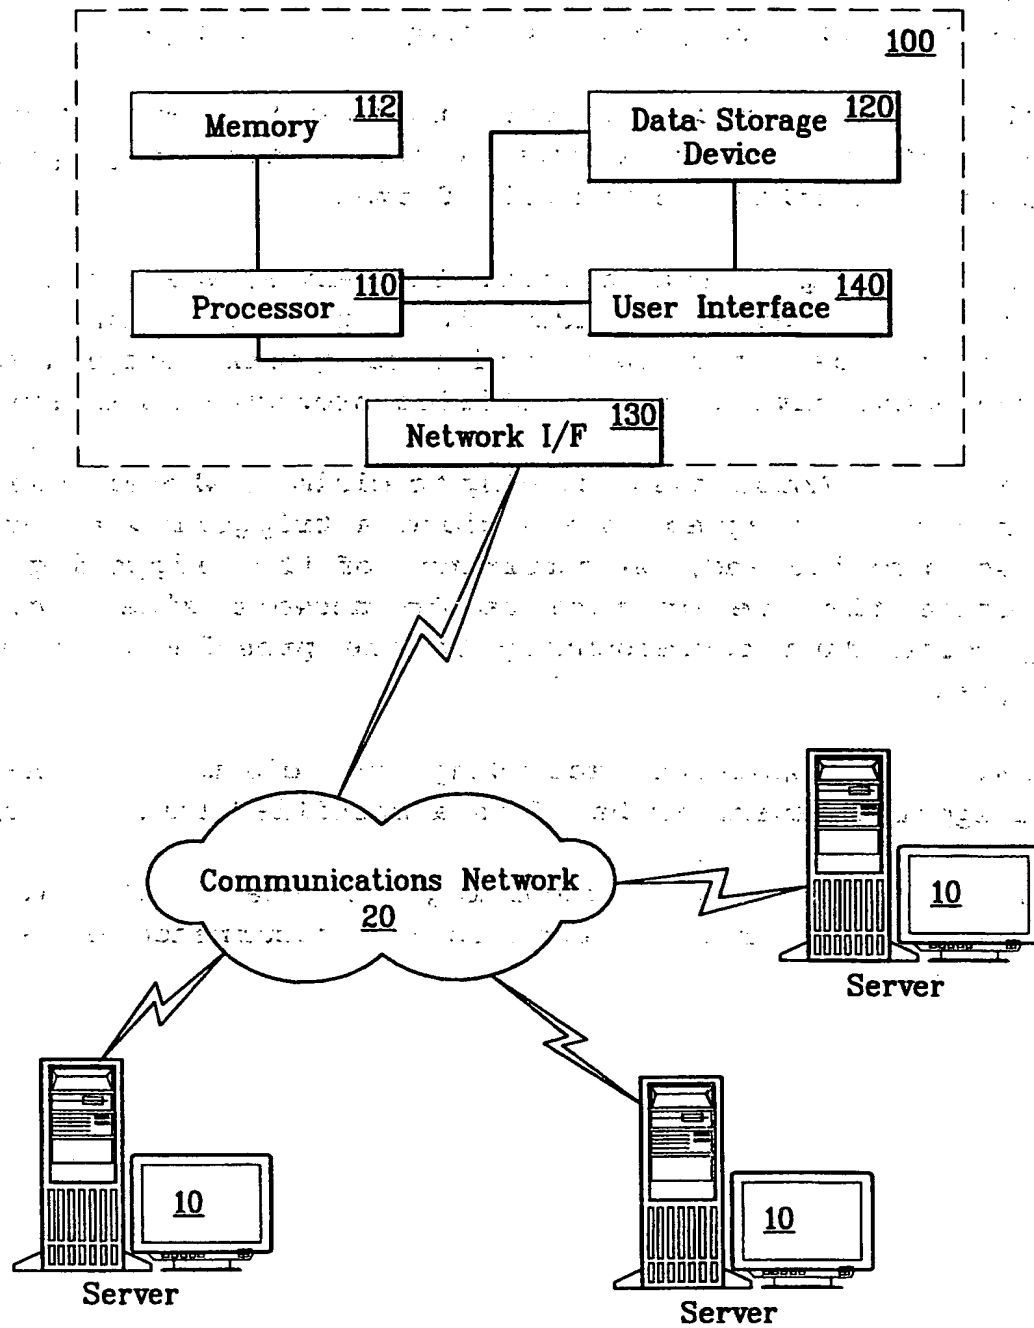 100
Memory 112
Data Storage 120
Device
Processor 110
User Interface 140
Network I/F 130
Communications Network
20
10
Server
10
Server
10
Server